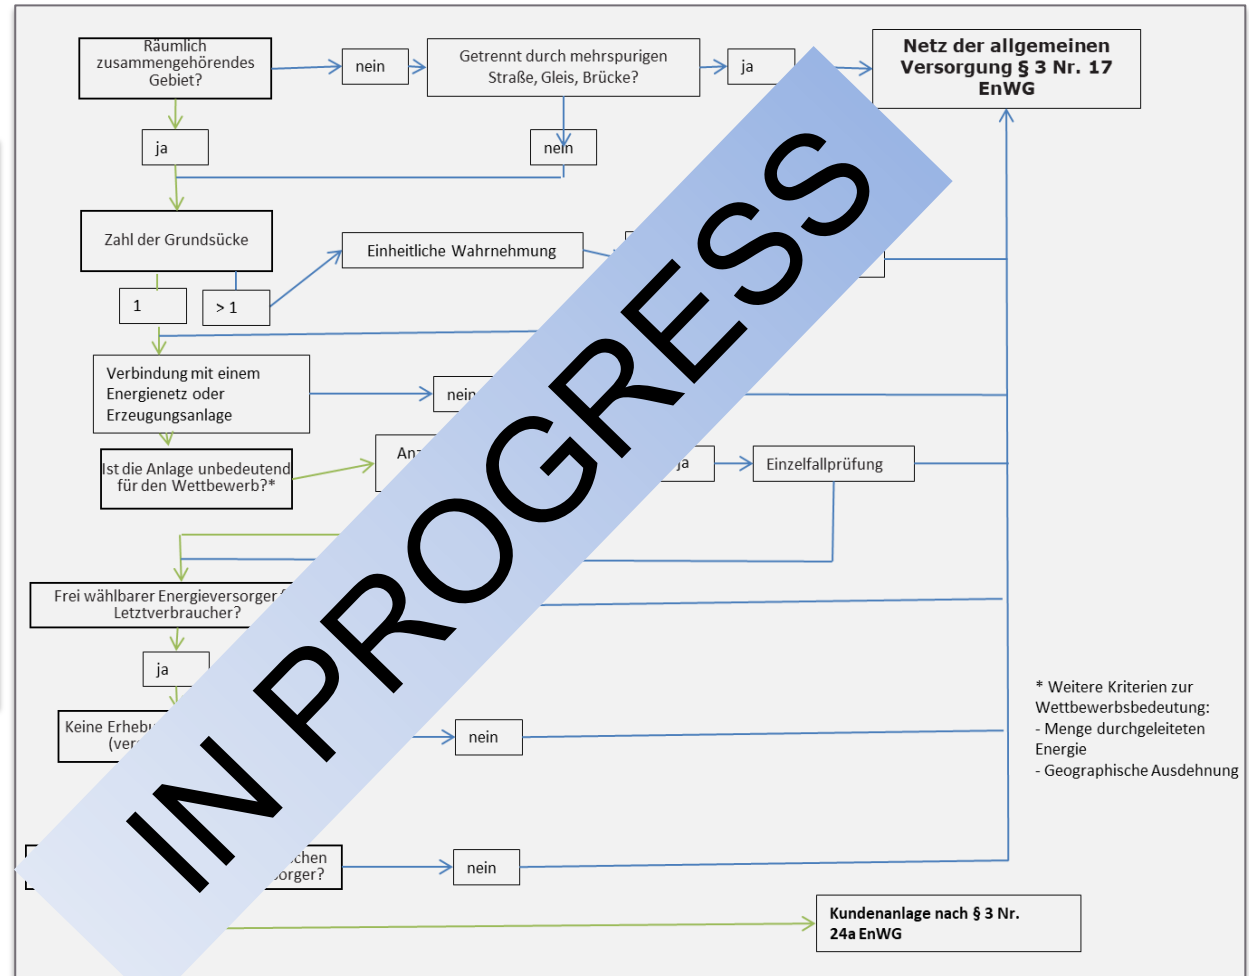 Räumlich
zusammengehörendes
Gebiet?
nein
Getrennt durch mehrspurigen
Straße, Gleis, Brücke?
ja
Netz der allgemeinen
Versorgung § 3 Nr. 17
EnWG
ja
nein
Zahl der Grundsücke
Einheitliche Wahrnehmung
1
> 1
Verbindung mit einem
Energienetz oder
Erzeugungsanlage
nein
Ist die Anlage unbedeutend
für den Wettbewerb?*
ja
Einzelfallprüfung
Frei wählbarer Energieversorger
Letztverbraucher?
ja
Keine
nein
* Weitere Kriterien zur
Wettbewerbsbedeutung:
- Menge durchgeleiteten
Energie
- Geographische Ausdehnung
nein
Kundenanlage nach § 3 Nr.
24a EnWG
IN PROGRESS